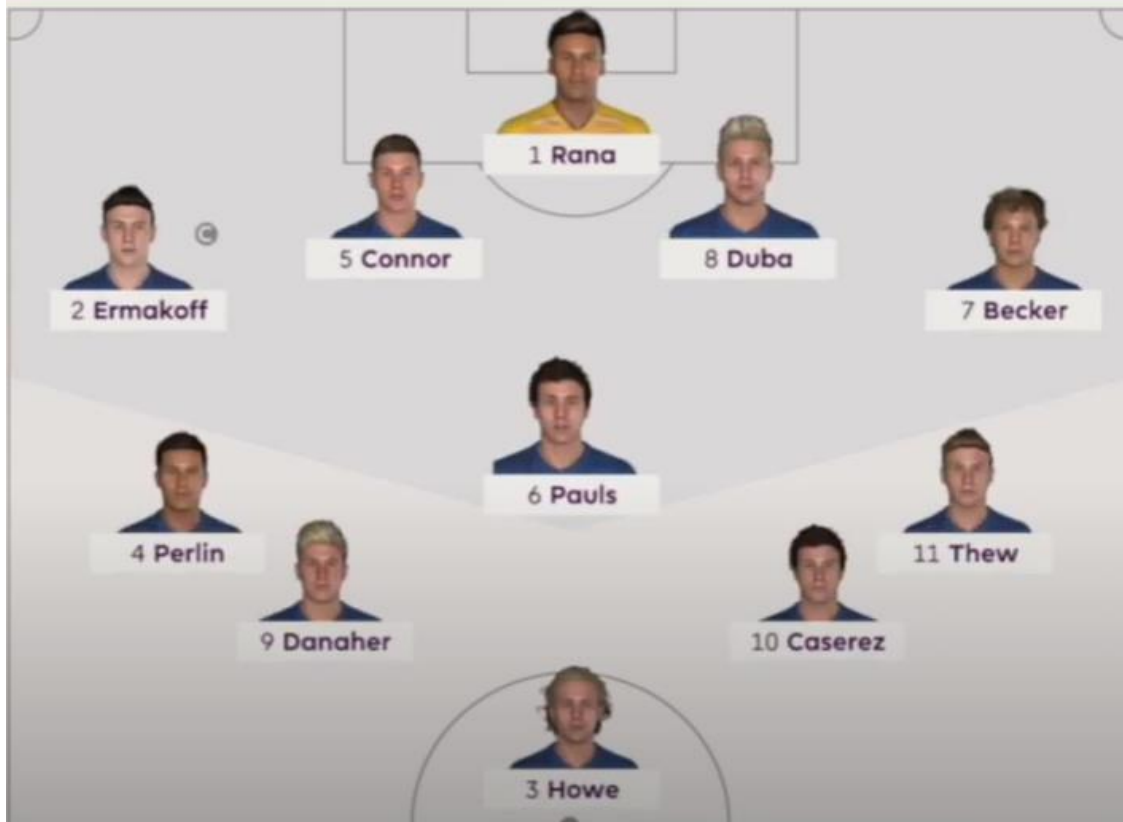 1 Rana
5 Connor
8 Duba
2 Ermakoff
C
7 Becker
6 Pauls
4 Perlin
11 Thew
9 Danaher
10 Caserez
3 Howe